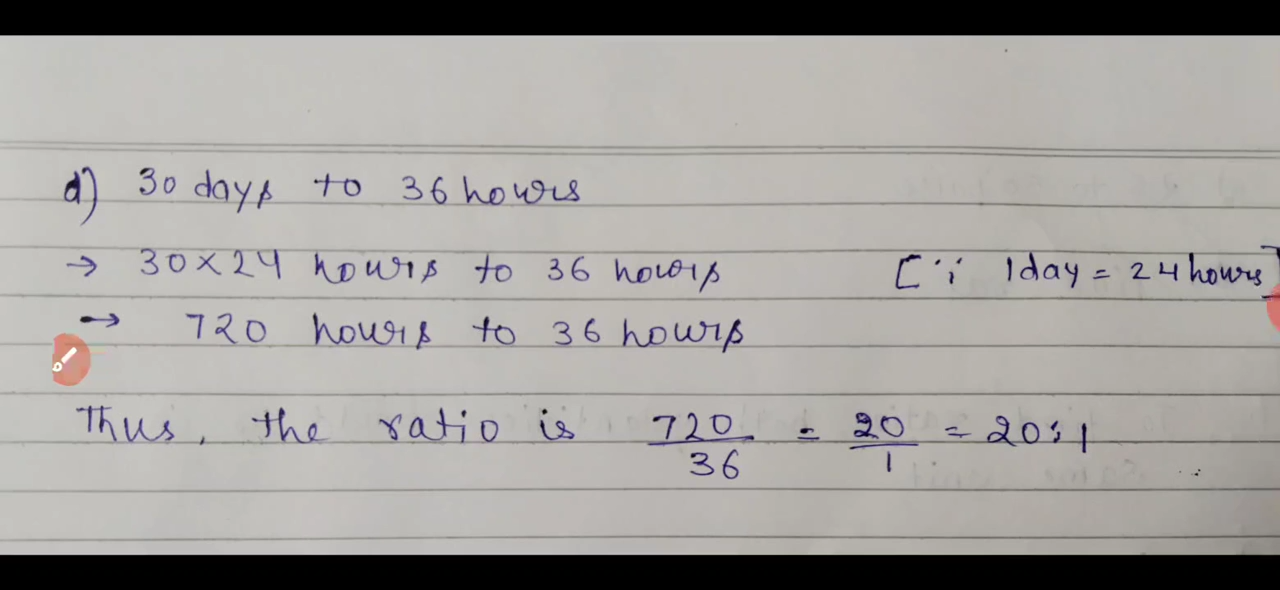 d) 30 days to 36 hours
→ 30×24 hours to 36 hours [∵ 1day = 24 hours]
→ 720 hours to 36 hours
Thus, the ratio is 720/36 = 20/1 = 20:1